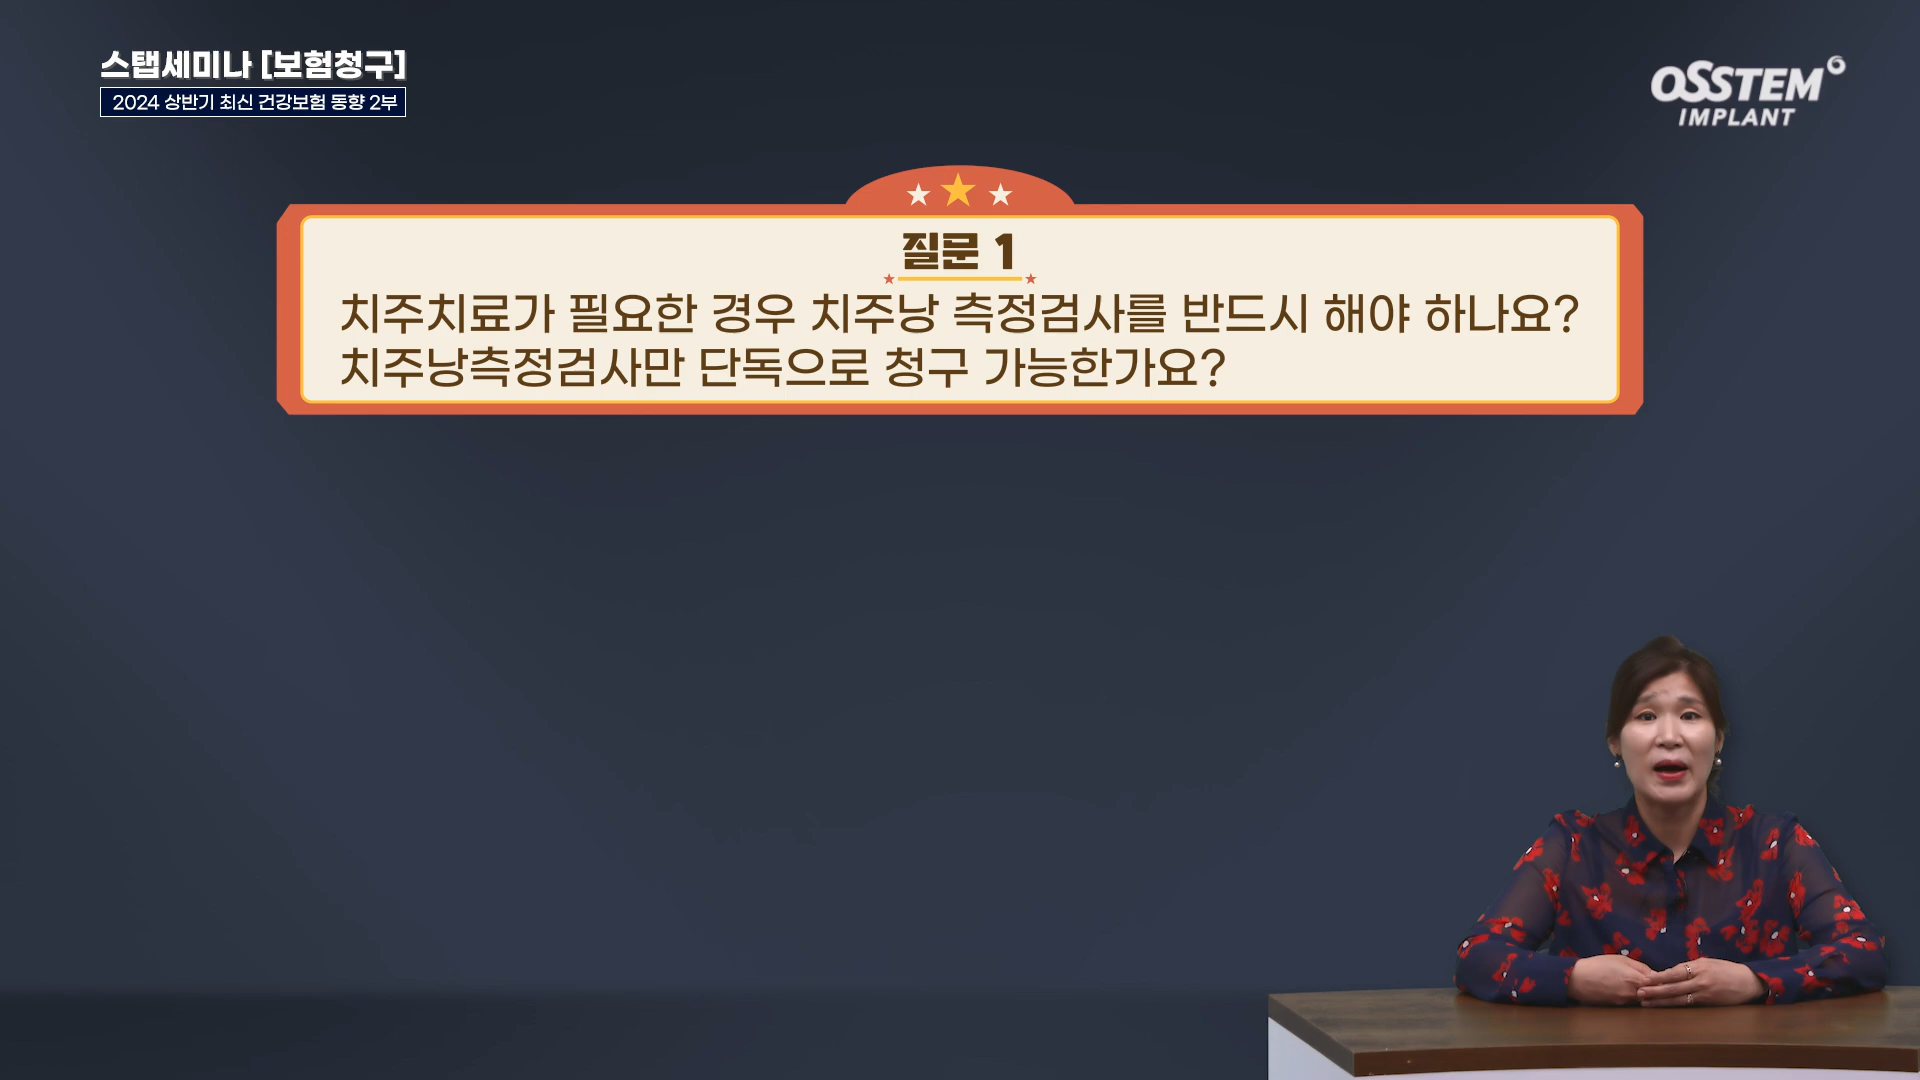 스탭세미나 [보험청구]
2024 상반기 최신 건강보험 동향 2부
OSSTEM
IMPLANT
질문 1
치주치료가 필요한 경우 치주낭 측정검사를 반드시 해야 하나요?
치주낭측정검사만 단독으로 청구 가능한가요?